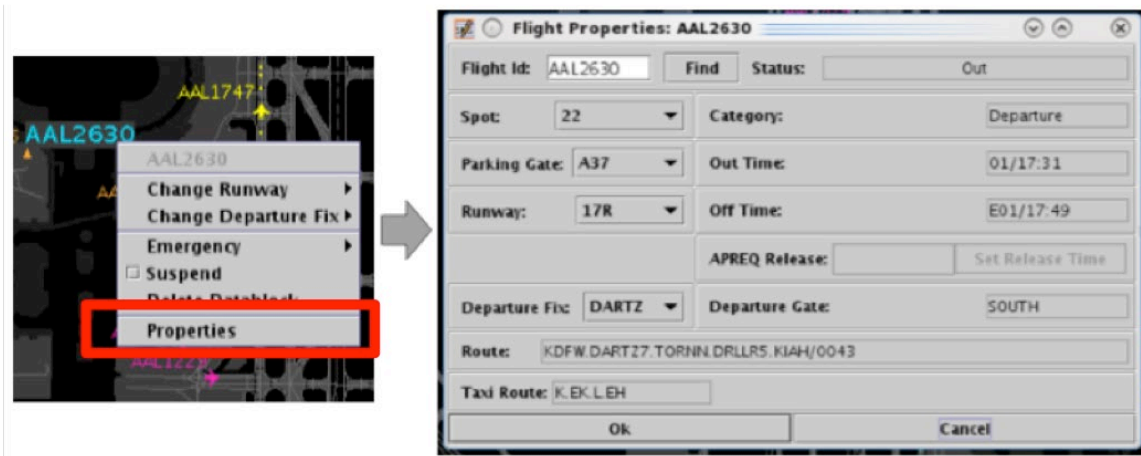 AAL1747
AAL2630
AAL2630
Change Runway
Change Departure Fix
Emergency
Suspend
Delete Datablock
Properties
AAL1229
Flight Properties: AAL2630
Flight Id: AAL2630 Find Status: Out
Spot: 22 Category: Departure
Parking Gate: A37 Out Time: 01/17:31
Runway: 17R Off Time: E01/17:49
APREQ Release: Set Release Time
Departure Fix: DARTZ Departure Gate: SOUTH
Route: KDFW.DARTZ7.TORNN.DRLLR5.KIAH/0043
Taxi Route: K.EK.L.EH
Ok Cancel